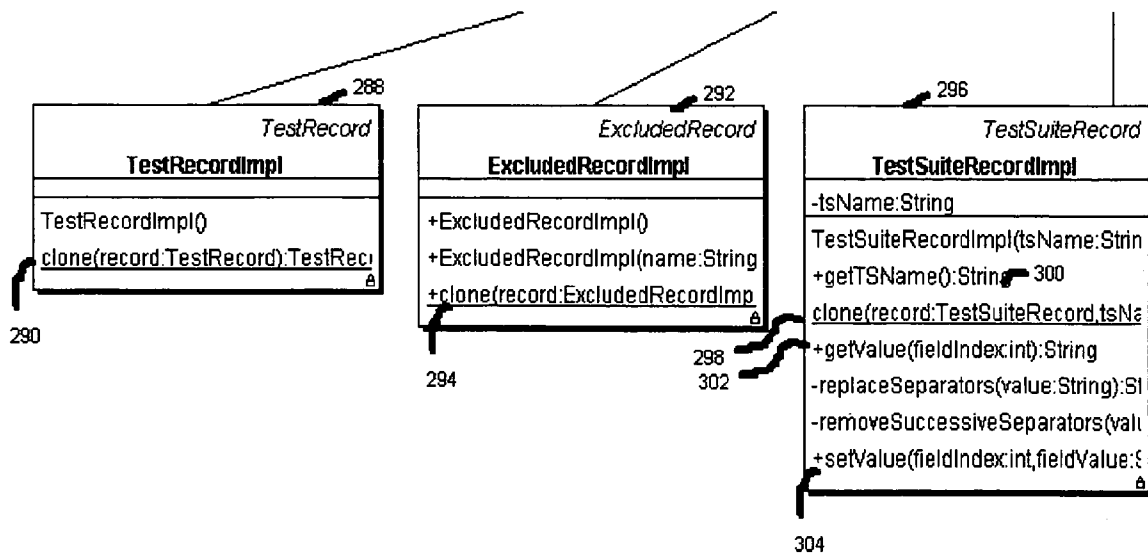 288
TestRecord
TestRecordImpl
TestRecordImpl()
clone(record:TestRecord):TestRec
290
292
ExcludedRecord
ExcludedRecordImpl
+ExcludedRecordImpl()
+ExcludedRecordImpl(name:String
+clone(record:ExcludedRecordImp
294
296
TestSuiteRecord
TestSuiteRecordImpl
-tsName:String
TestSuiteRecordImpl(tsName:Strin
+getTSName():String
300
clone(record:TestSuiteRecord,tsNa
298
+getValue(fieldIndex:int):String
302
-replaceSeparators(value:String):St
-removeSuccessiveSeparators(valu
+setValue(fieldIndex:int,fieldValue:S
304